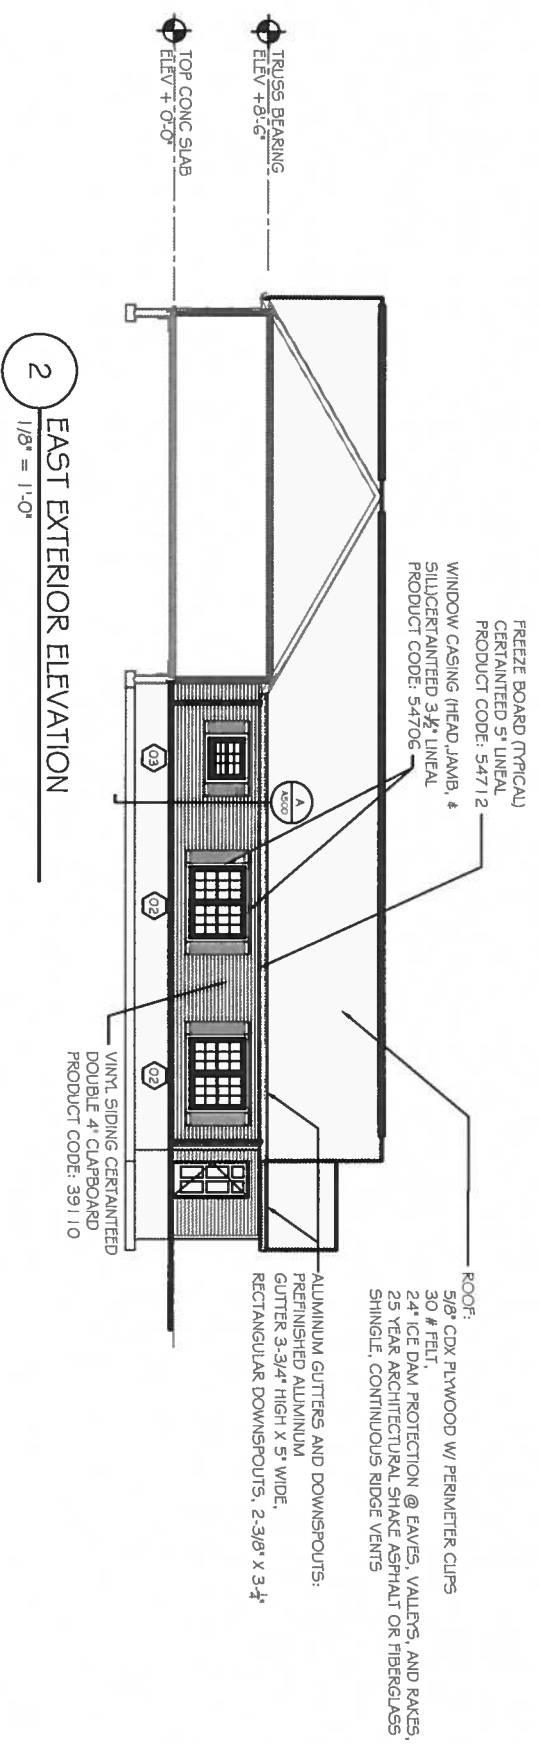 TRUSS BEARING
ELEV +8'-6"
TOP CONC SLAB
ELEV + 0'-0"
FREEZE BOARD (TYPICAL)
CERTAINTEED 5" LINEAL
PRODUCT CODE: 54712
WINDOW CASING (HEAD,JAMB, &
SILL)CERTAINTEED 3-½" LINEAL
PRODUCT CODE: 54706
A
A500
03
02
02
ROOF:
5/8" CDX PLYWOOD W/ PERIMETER CLIPS
30 # FELT,
24" ICE DAM PROTECTION @ EAVES, VALLEYS, AND RAKES,
25 YEAR ARCHITECTURAL SHAKE ASPHALT OR FIBERGLASS
SHINGLE, CONTINUOUS RIDGE VENTS
ALUMINUM GUTTERS AND DOWNSPOUTS:
PREFINISHED ALUMINUM
GUTTER 3-3/4" HIGH X 5" WIDE,
RECTANGULAR DOWNSPOUTS, 2-3/8" X 3-¼"
VINYL SIDING CERTAINTEED
DOUBLE 4" CLAPBOARD
PRODUCT CODE: 39110
2
EAST EXTERIOR ELEVATION
1/8" = 1'-0"